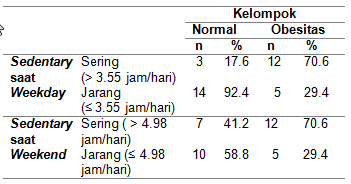 Kelompok
Normal Obesitas
n % n %
Sedentary Sering 3 17.6 12 70.6
saat (> 3.55 jam/hari)
Weekday Jarang 14 92.4 5 29.4
(≤ 3.55 jam/hari)
Sedentary Sering ( > 4.98 7 41.2 12 70.6
saat jam/hari)
Weekend Jarang (≤ 4.98 10 58.8 5 29.4
jam/hari)